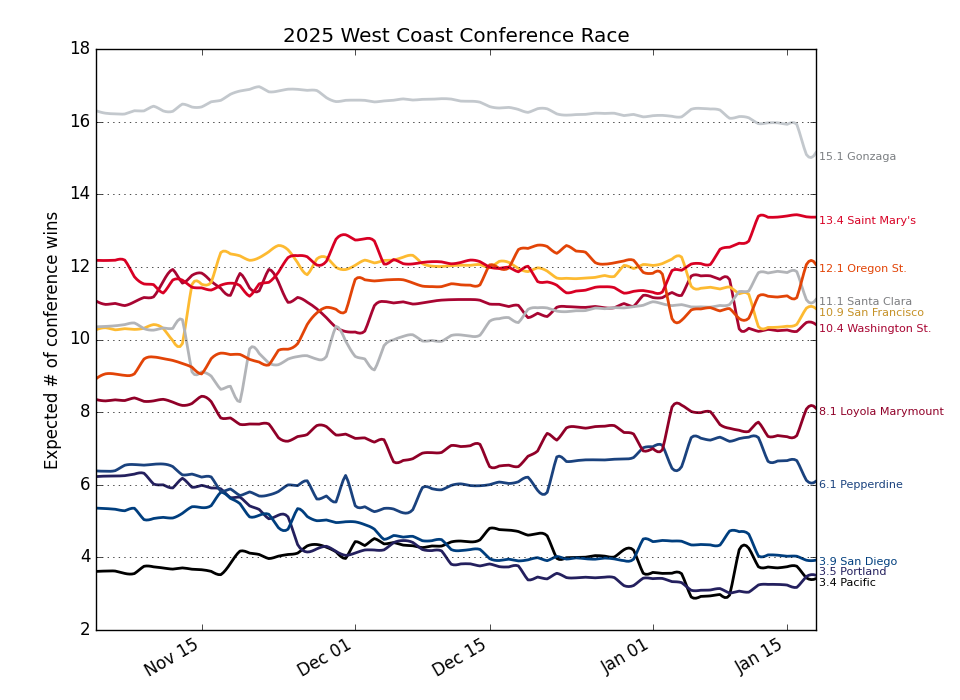 2025 West Coast Conference Race
Expected # of conference wins
18
16
14
12
10
8
6
4
2
15.1 Gonzaga
13.4 Saint Mary's
12.1 Oregon St.
11.1 Santa Clara
10.9 San Francisco
10.4 Washington St.
8.1 Loyola Marymount
6.1 Pepperdine
3.9 San Diego
3.5 Portland
3.4 Pacific
Nov 15
Dec 01
Dec 15
Jan 01
Jan 15